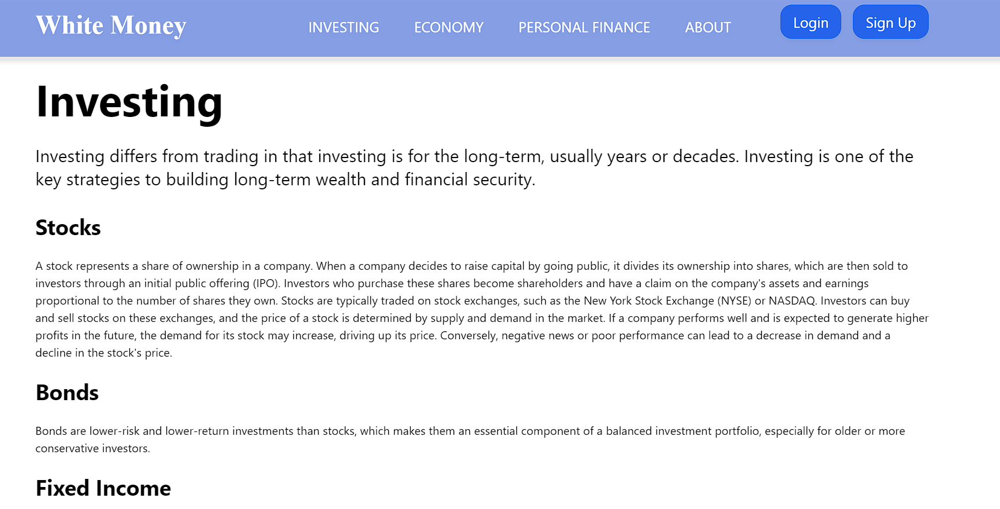 White Money
INVESTING
ECONOMY
PERSONAL FINANCE
ABOUT
Login
Sign Up
Investing
Investing differs from trading in that investing is for the long-term, usually years or decades. Investing is one of the
key strategies to building long-term wealth and financial security.
Stocks
A stock represents a share of ownership in a company. When a company decides to raise capital by going public, it divides its ownership into shares, which are then sold to
investors through an initial public offering (IPO). Investors who purchase these shares become shareholders and have a claim on the company's assets and earnings
proportional to the number of shares they own. Stocks are typically traded on stock exchanges, such as the New York Stock Exchange (NYSE) or NASDAQ. Investors can buy
and sell stocks on these exchanges, and the price of a stock is determined by supply and demand in the market. If a company performs well and is expected to generate higher
profits in the future, the demand for its stock may increase, driving up its price. Conversely, negative news or poor performance can lead to a decrease in demand and a
decline in the stock's price.
Bonds
Bonds are lower-risk and lower-return investments than stocks, which makes them an essential component of a balanced investment portfolio, especially for older or more
conservative investors.
Fixed Income